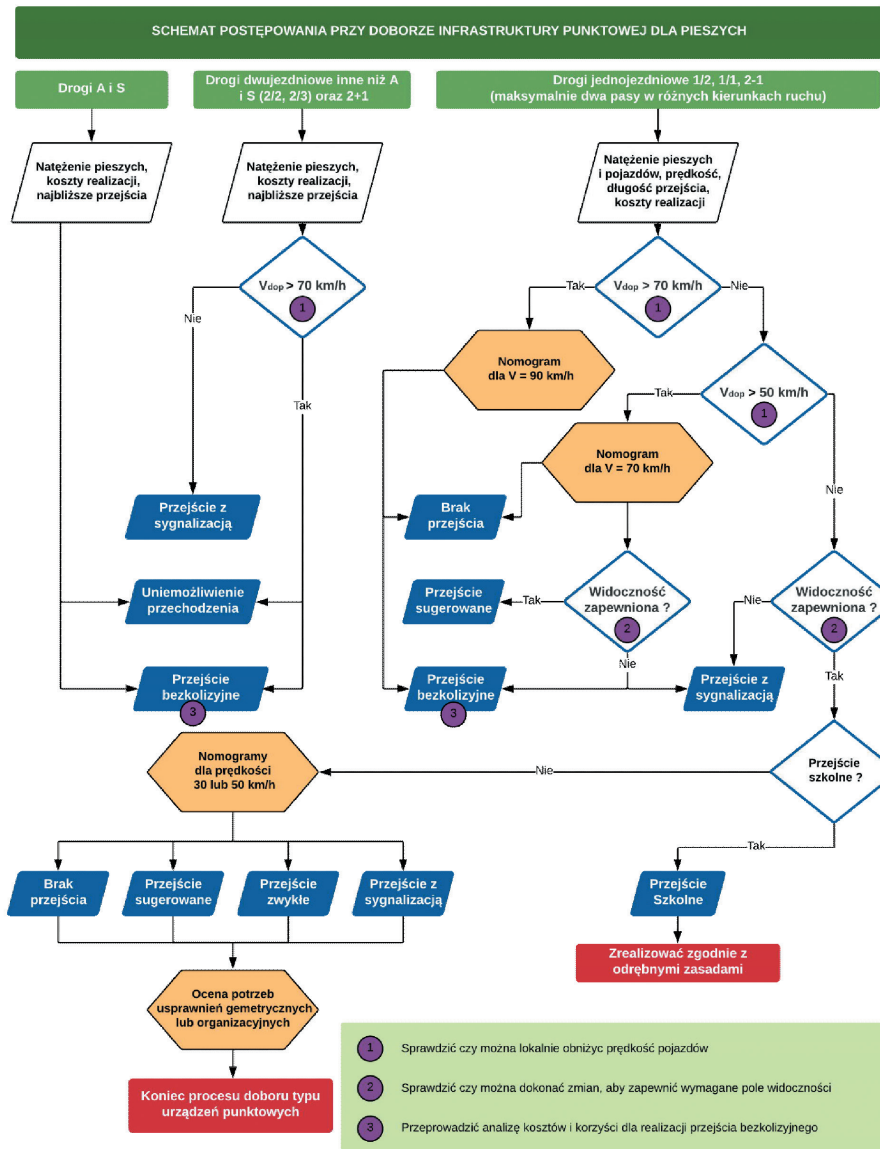 SCHEMAT POSTĘPOWANIA PRZY DOBORZE INFRASTRUKTURY PUNKTOWEJ DLA PIESZYCH
Drogi A i S
Drogi dwujezdniowe inne niż A
i S (2/2, 2/3) oraz 2+1
Drogi jednojezdniowe 1/2, 1/1, 2-1
(maksymalnie dwa pasy w różnych kierunkach ruchu)
Natężenie pieszych,
koszty realizacji,
najbliższe przejścia
Natężenie pieszych,
koszty realizacji,
najbliższe przejścia
Natężenie pieszych
i pojazdów, prędkość,
długość przejścia,
koszty realizacji
Vdop > 70 km/h
1
Nie
Tak
Vdop > 70 km/h
1
Tak
Nie
Nomogram
dla V = 90 km/h
Vdop > 50 km/h
1
Tak
Nie
Nomogram
dla V = 70 km/h
Przejście z
sygnalizacją
Brak
przejścia
Uniemożliwienie
przechodzenia
Przejście
sugerowane
Tak
Widoczność
zapewniona ?
2
Nie
Nie
Widoczność
zapewniona ?
2
Tak
Przejście
bezkolizyjne
3
Przejście
bezkolizyjne
3
Przejście z
sygnalizacją
Nomogramy
dla prędkości
30 lub 50 km/h
Nie
Przejście
szkolne ?
Tak
Brak
przejścia
Przejście
sugerowane
Przejście
zwykłe
Przejście z
sygnalizacją
Przejście
Szkolne
Zrealizować zgodnie z
odrębnymi zasadami
Ocena potrzeb
usprawnień gemetrycznych
lub organizacyjnych
Koniec procesu doboru typu
urządzeń punktowych
1 Sprawdzić czy można lokalnie obniżyc prędkość pojazdów
2 Sprawdzić czy można dokonać zmian, aby zapewnić wymagane pole widoczności
3 Przeprowadzić analizę kosztów i korzyści dla realizacji przejścia bezkolizyjnego